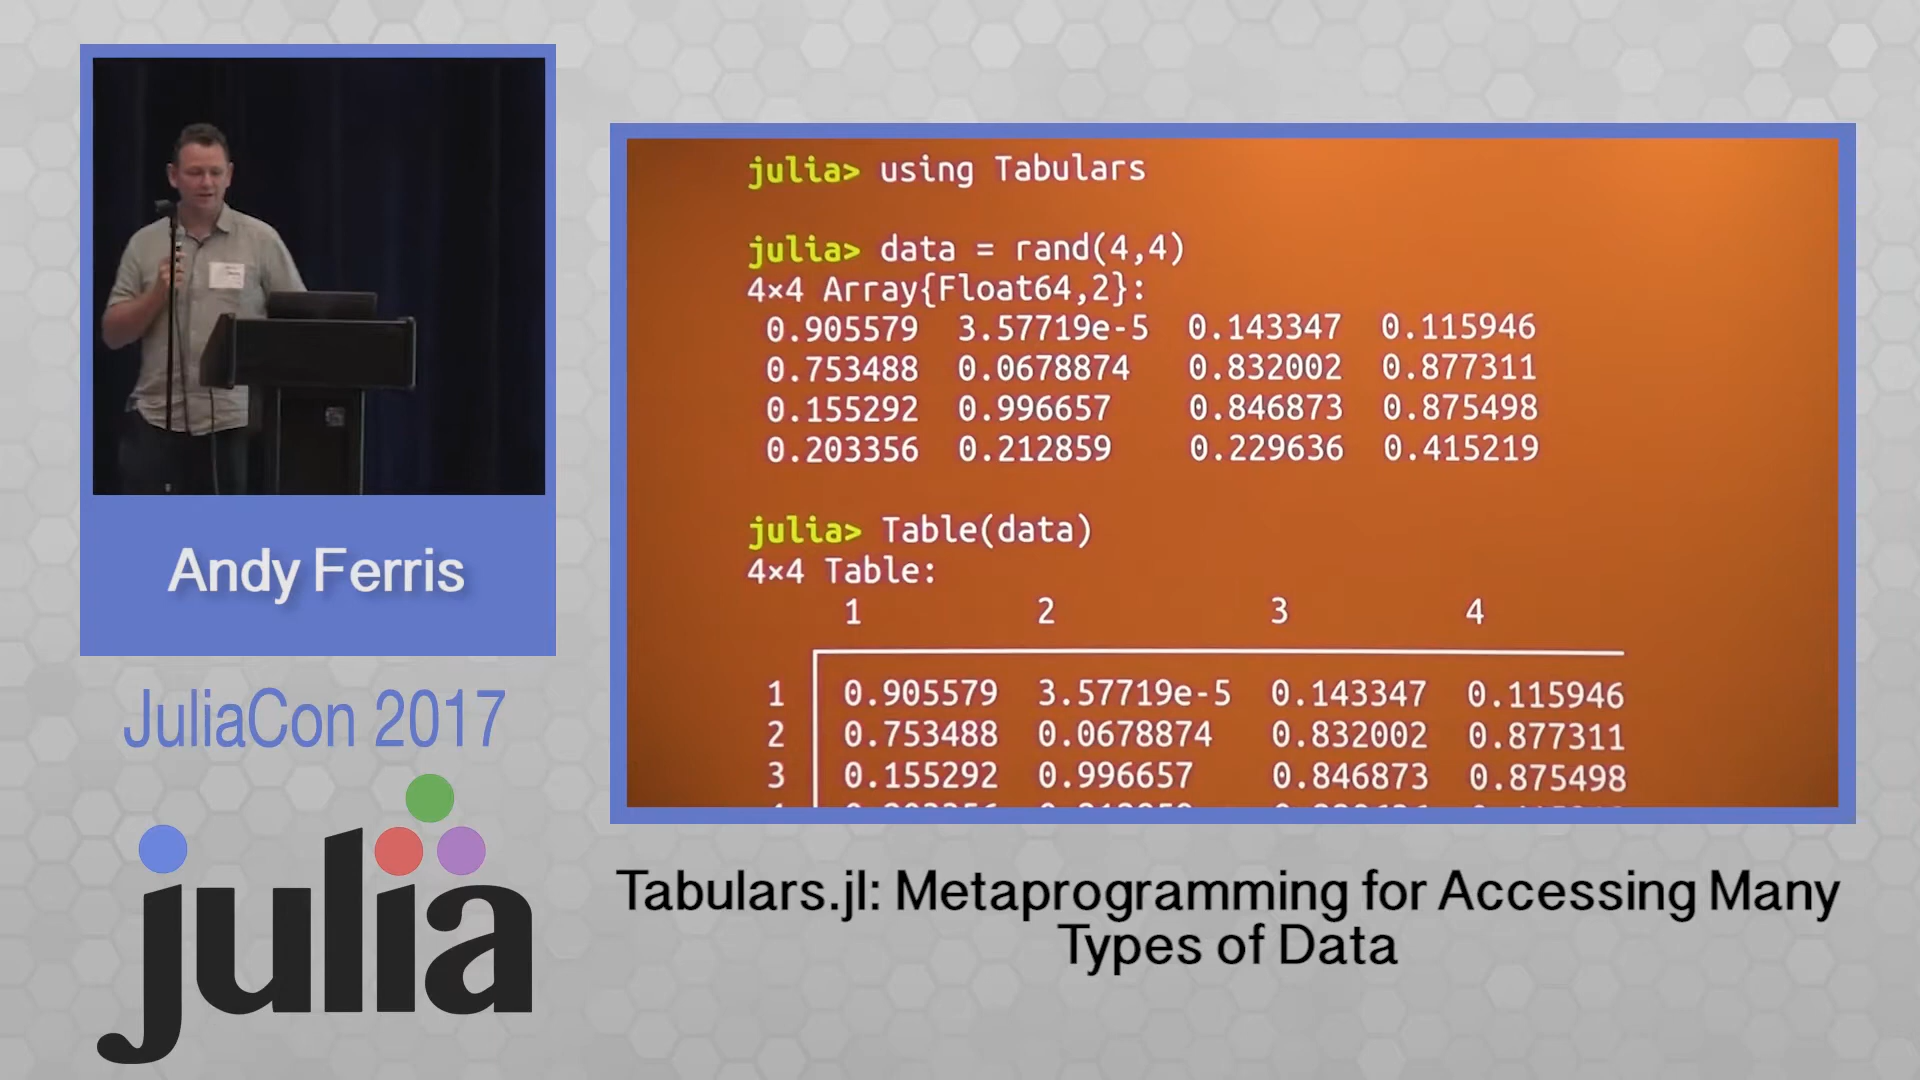 Andy Ferris
JuliaCon 2017
julia
julia> using Tabulars
julia> data = rand(4,4)
4×4 Array{Float64,2}:
0.905579 3.57719e-5 0.143347 0.115946
0.753488 0.0678874 0.832002 0.877311
0.155292 0.996657 0.846873 0.875498
0.203356 0.212859 0.229636 0.415219
julia> Table(data)
4×4 Table:
1 2 3 4
1 0.905579 3.57719e-5 0.143347 0.115946
2 0.753488 0.0678874 0.832002 0.877311
3 0.155292 0.996657 0.846873 0.875498
Tabulars.jl: Metaprogramming for Accessing Many
Types of Data